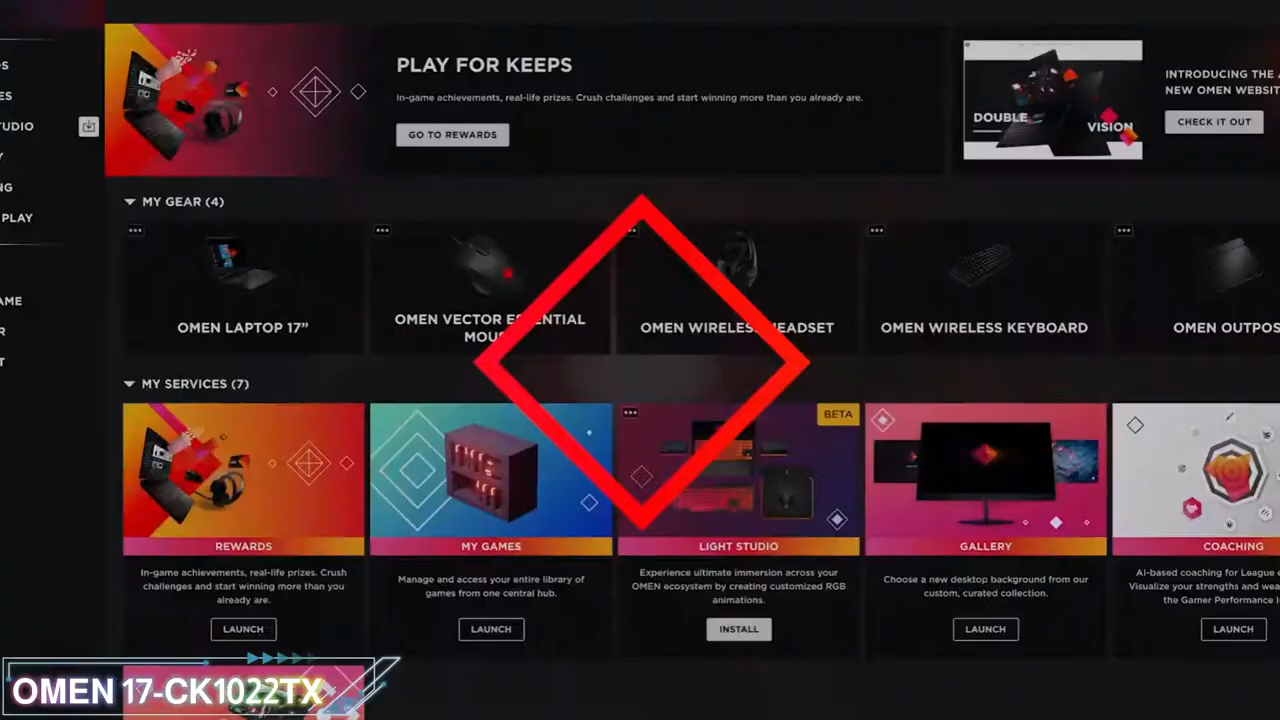 PLAY FOR KEEPS
In-game achievements, real-life prizes. Crush challenges and start winning more than you already are.
GO TO REWARDS
DOUBLE
VISION
INTRODUCING THE
NEW OMEN
CHECK IT OUT
S
ES
TUDIO
Y
NG
PLAY
AME
R
T
MY GEAR (4)
OMEN LAPTOP 17”
OMEN VECTOR ESSENTIAL
MOUSE
OMEN WIRELESS HEADSET
OMEN WIRELESS KEYBOARD
OMEN OUTPOS
MY SERVICES (7)
REWARDS
In-game achievements, real-life prizes. Crush
challenges and start winning more than you
already are.
LAUNCH
MY GAMES
Manage and access your entire library of
games from one central hub.
LAUNCH
BETA
LIGHT STUDIO
Experience ultimate immersion across your
OMEN ecosystem by creating customized RGB
animations.
INSTALL
GALLERY
Choose a new desktop background from our
custom, curated collection.
LAUNCH
COACHING
AI-based coaching for League
Visualize your strengths and
the Gamer Performance
LAUNCH
OMEN 17-CK1022TX